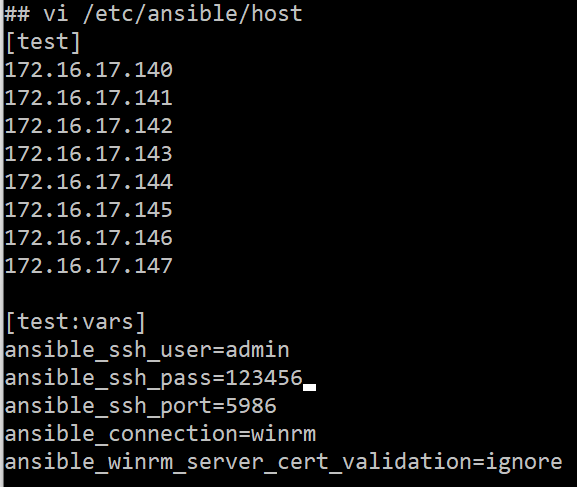 ## vi /etc/ansible/host
[test]
172.16.17.140
172.16.17.141
172.16.17.142
172.16.17.143
172.16.17.144
172.16.17.145
172.16.17.146
172.16.17.147
[test:vars]
ansible_ssh_user=admin
ansible_ssh_pass=123456
ansible_ssh_port=5986
ansible_connection=winrm
ansible_winrm_server_cert_validation=ignore